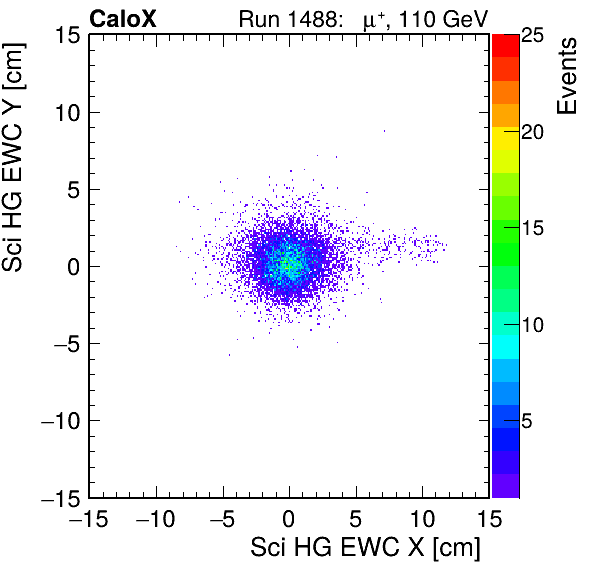 CaloX Run 1488: μ⁺, 110 GeV
Sci HG EWC Y [cm]
15
10
5
0
−5
−10
−15
−15 −10 −5 0 5 10 15
Sci HG EWC X [cm]
Events
25
20
15
10
5